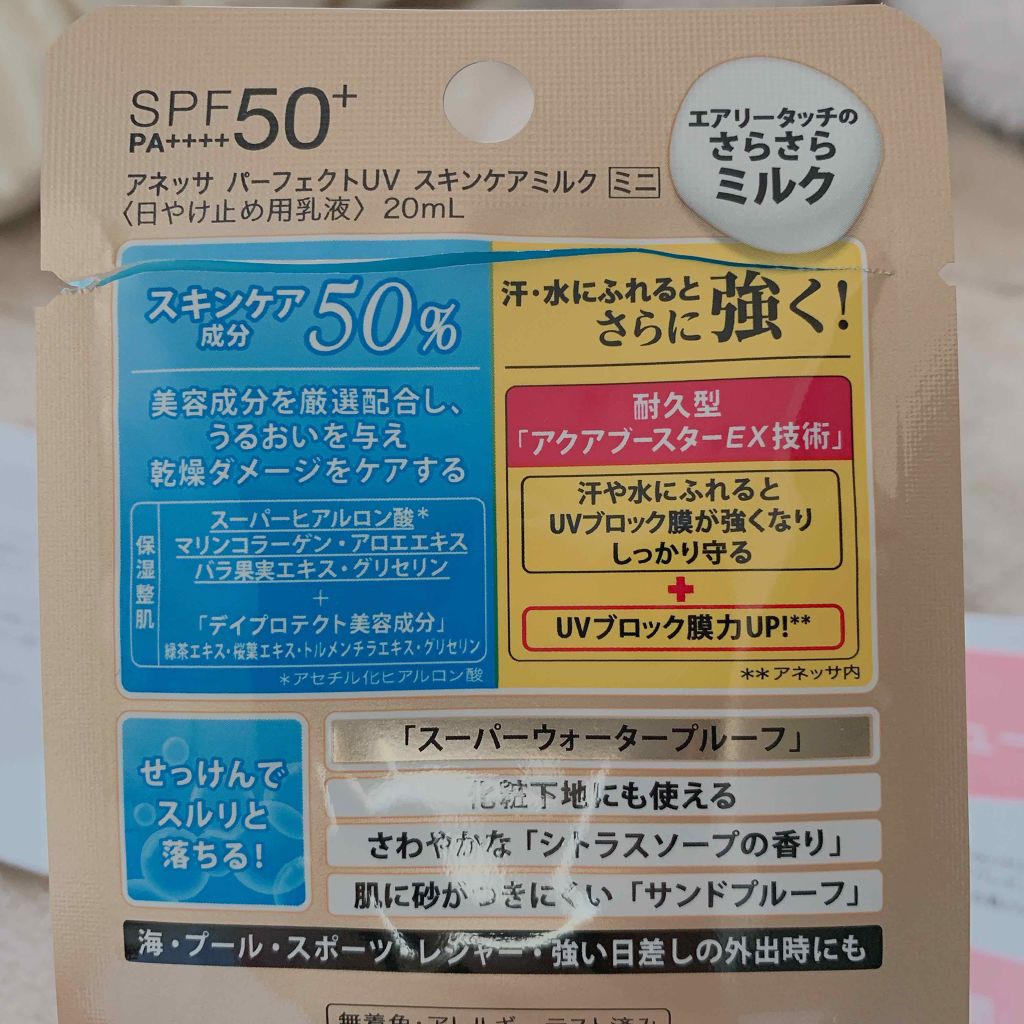 SPF50+
PA++++
エアリータッチの
さらさら
ミルク
アネッサ パーフェクトUV スキンケアミルク ミニ
〈日やけ止め用乳液〉 20mL
スキンケア
成分
50%
美容成分を厳選配合し、
うるおいを与え
乾燥ダメージをケアする
保湿整肌
スーパーヒアルロン酸*
マリンコラーゲン・アロエエキス
バラ果実エキス・グリセリン
+
「デイプロテクト美容成分」
緑茶エキス・桜葉エキス・トルメンチラエキス・グリセリン
*アセチル化ヒアルロン酸
汗・水にふれると
さらに強く!
耐久型
「アクアブースターEX技術」
汗や水にふれると
UVブロック膜が強くなり
しっかり守る
+
UVブロック膜力UP!**
**アネッサ内
せっけんで
スルリと
落ちる!
「スーパーウォータープルーフ」
化粧下地にも使える
さわやかな「シトラスソープの香り」
肌に砂がつきにくい「サンドプルーフ」
海・プール・スポーツ・レジャー・強い日差しの外出時にも
無着色・アレルギーテスト済み